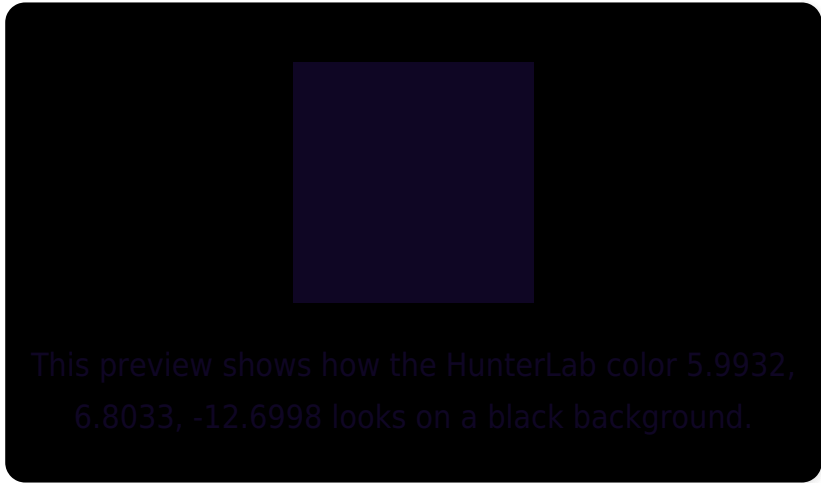 This preview shows how the HunterLab color 5.9932,
6.8033, -12.6998 looks on a black background.